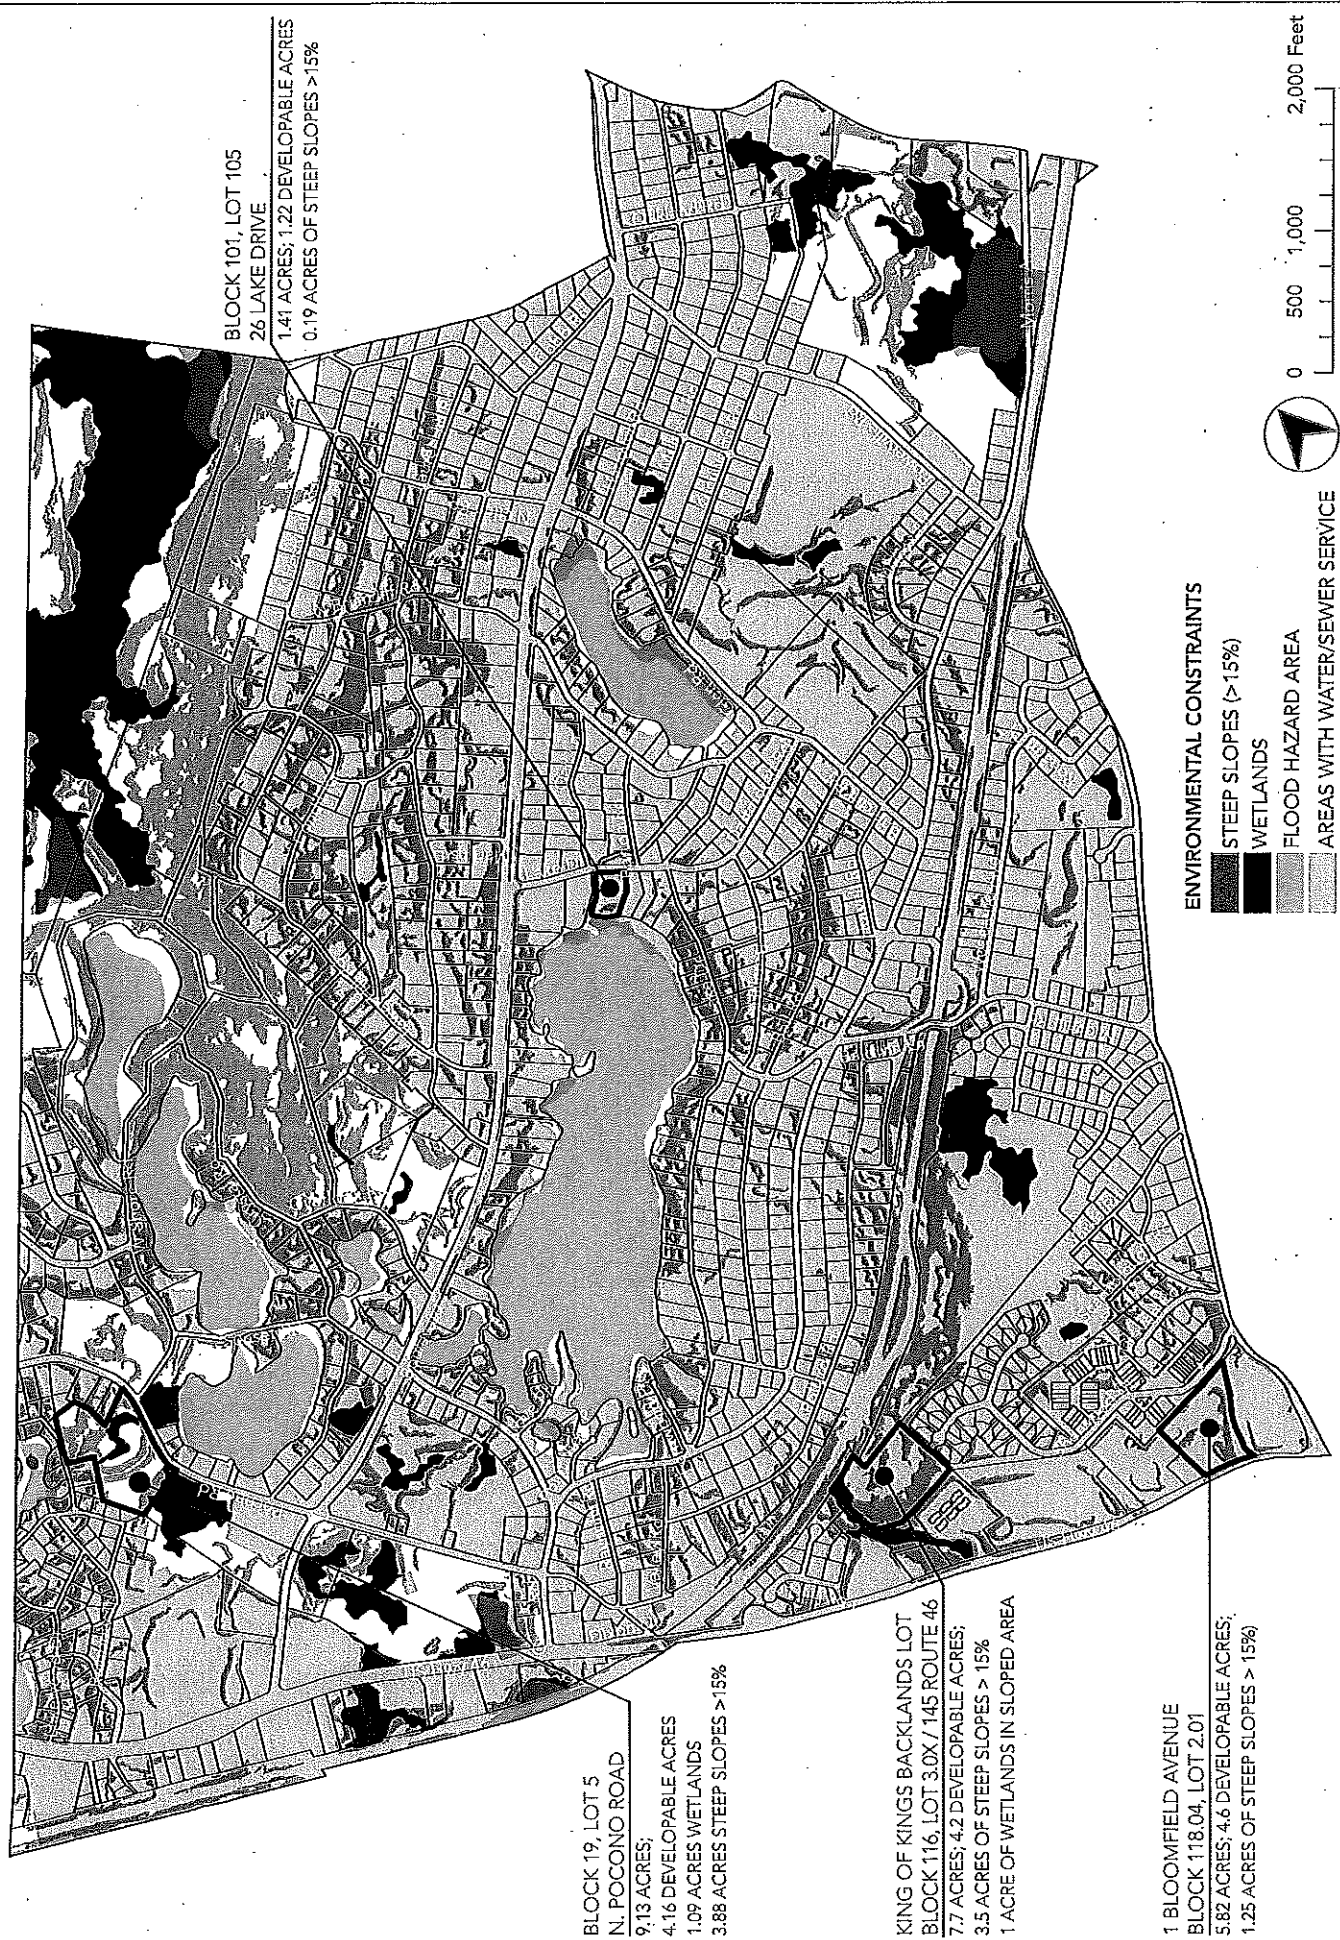 BLOCK 101, LOT 105
26 LAKE DRIVE
1.41 ACRES; 1.22 DEVELOPABLE ACRES
0.19 ACRES OF STEEP SLOPES >15%
BLOCK 19, LOT 5
N. POCONO ROAD
9.13 ACRES;
4.16 DEVELOPABLE ACRES
1.09 ACRES WETLANDS
3.88 ACRES STEEP SLOPES >15%
KING OF KINGS BACKLANDS LOT
BLOCK 116, LOT 3.0X / 145 ROUTE 46
7.7 ACRES; 4.2 DEVELOPABLE ACRES;
3.5 ACRES OF STEEP SLOPES > 15%
1 ACRE OF WETLANDS IN SLOPED AREA
1 BLOOMFIELD AVENUE
BLOCK 118.04, LOT 2.01
5.82 ACRES; 4.6 DEVELOPABLE ACRES;
1.25 ACRES OF STEEP SLOPES > 15%)
ENVIRONMENTAL CONSTRAINTS
STEEP SLOPES (>15%)
WETLANDS
FLOOD HAZARD AREA
AREAS WITH WATER/SEWER SERVICE
0 500 1,000 2,000 Feet